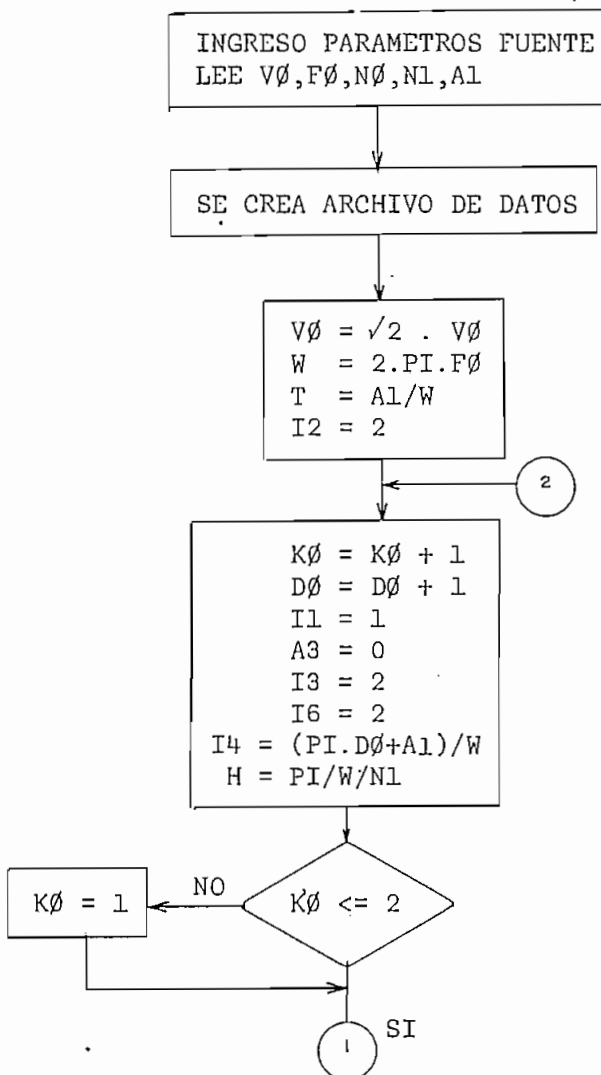 INGRESO PARAMETROS FUENTE
LEE VØ,FØ,NØ,N1,A1
SE CREA ARCHIVO DE DATOS
VØ = √2 . VØ
W = 2.PI.FØ
T = A1/W
I2 = 2
2
KØ = KØ + 1
DØ = DØ + 1
I1 = 1
A3 = 0
I3 = 2
I6 = 2
I4 = (PI.DØ+A1)/W
H = PI/W/N1
KØ <= 2
NO
KØ = 1
SI
1